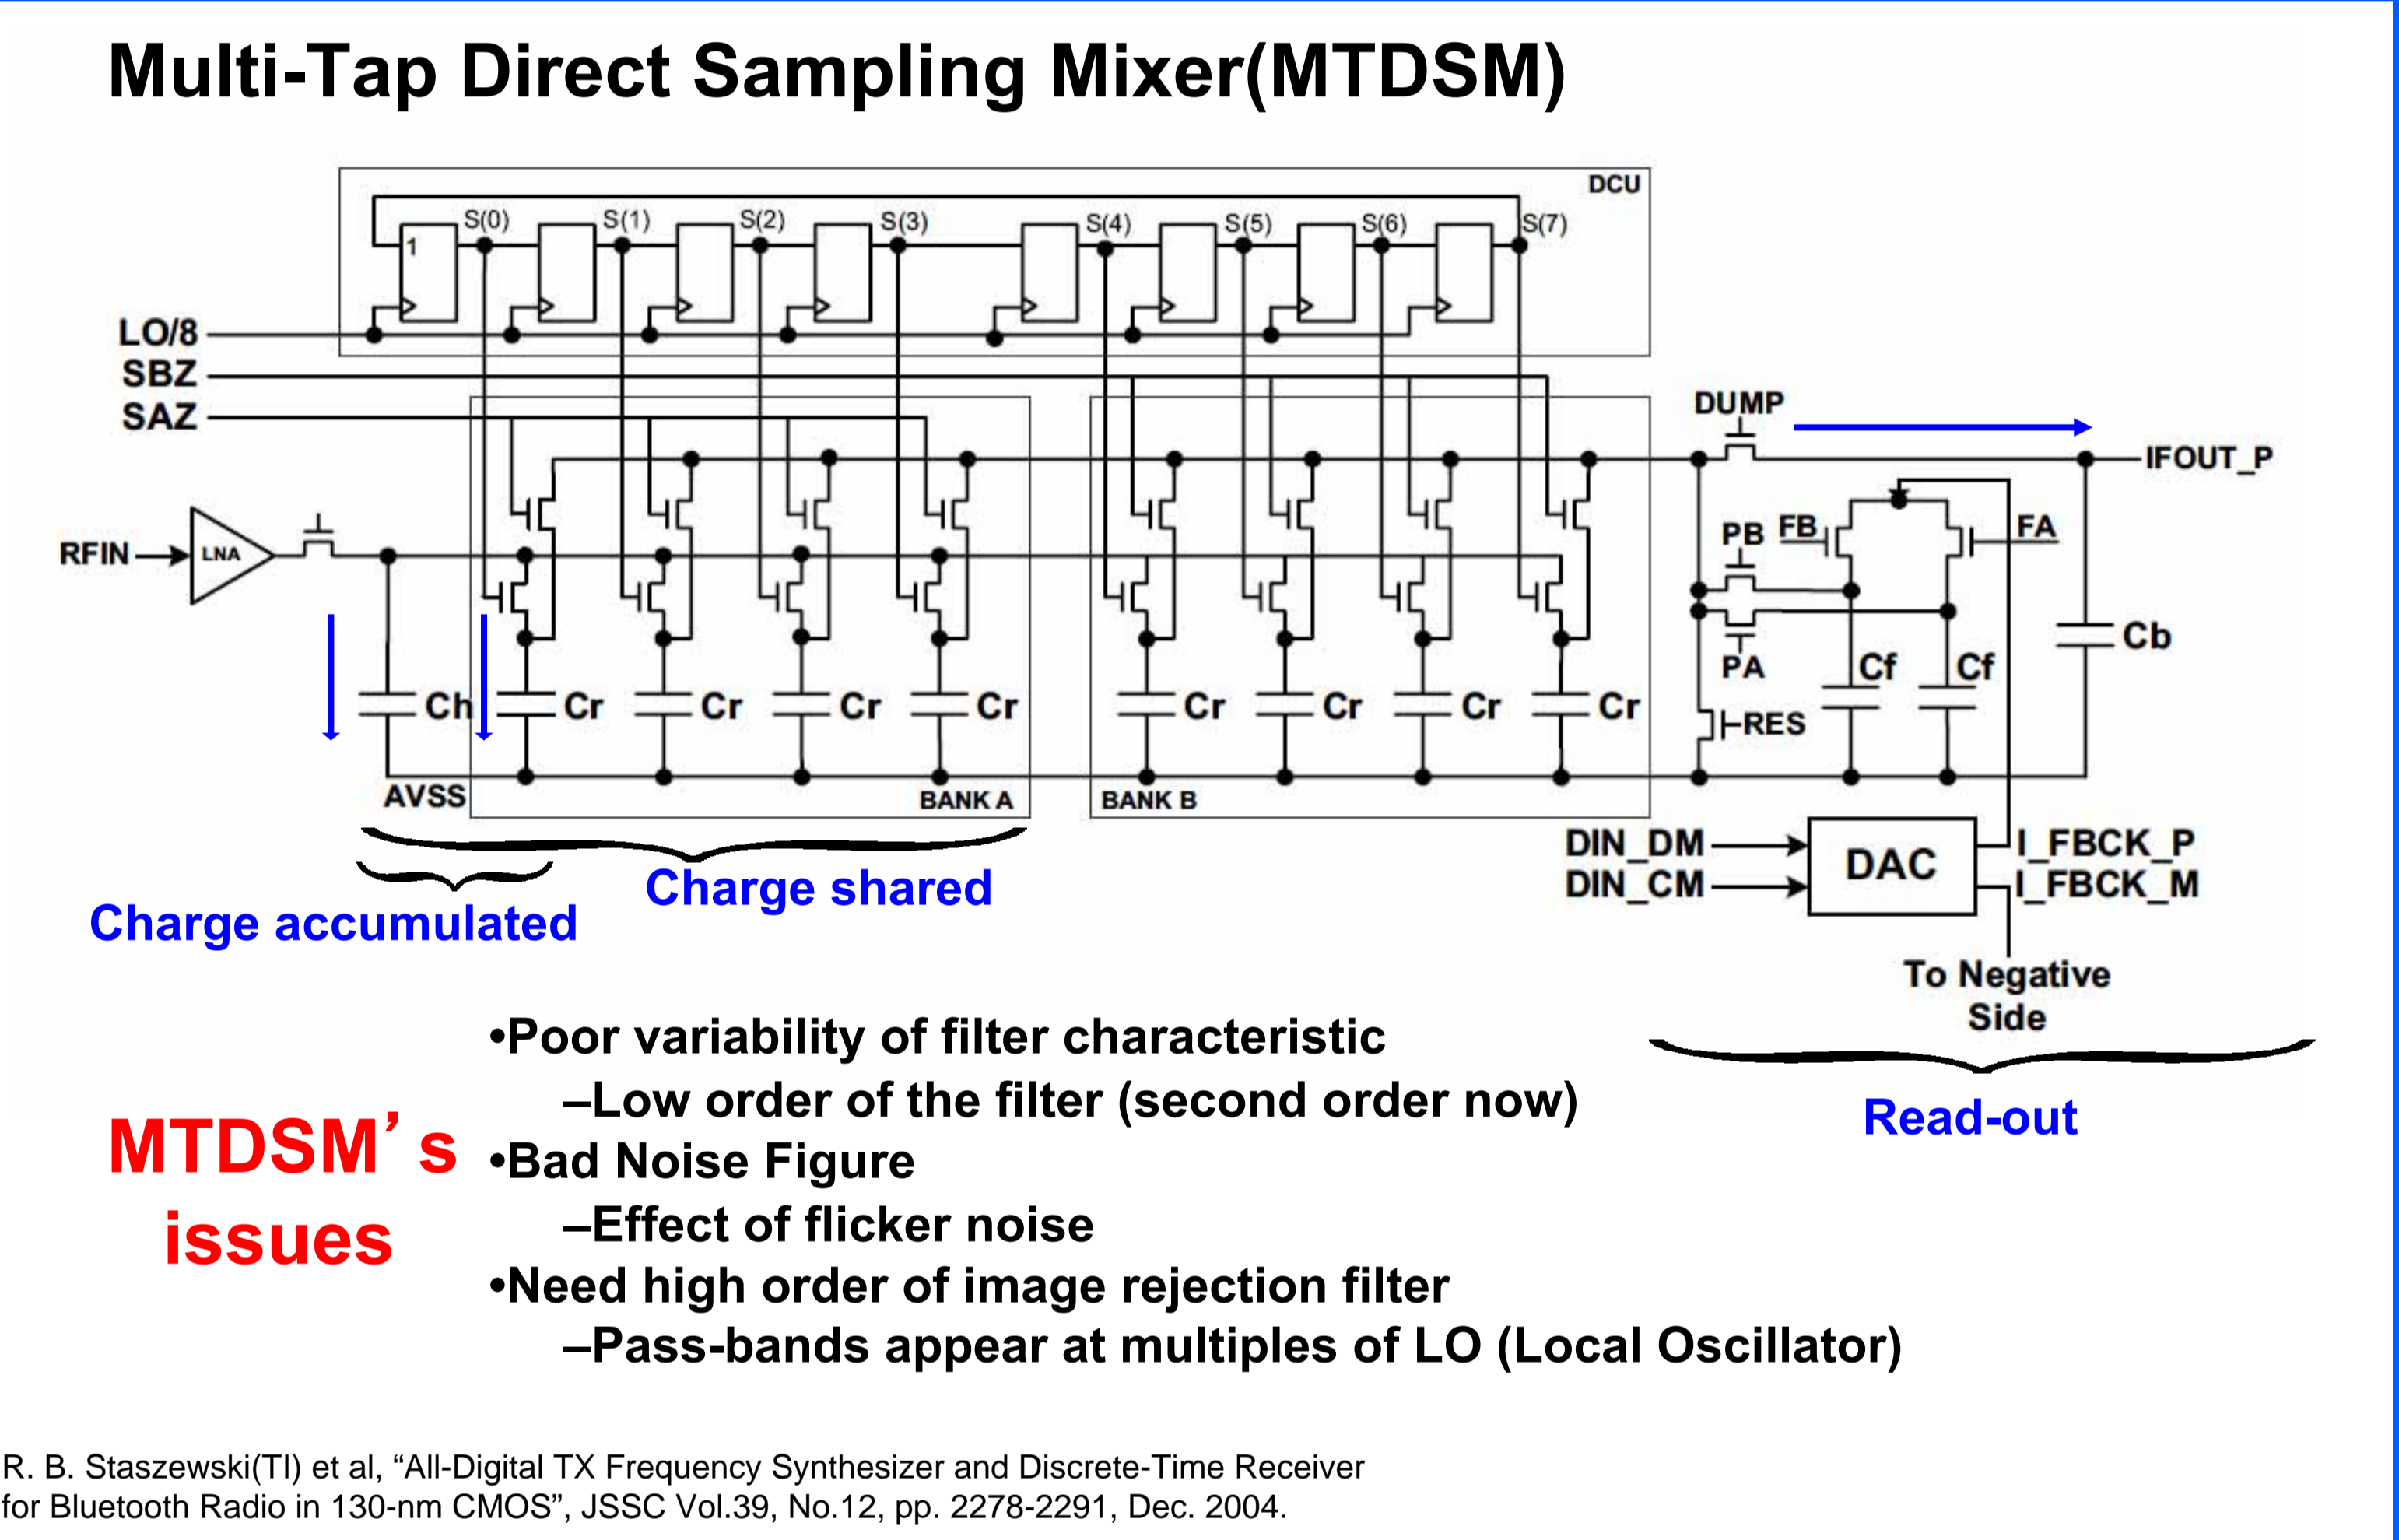 Multi-Tap Direct Sampling Mixer(MTDSM)
DCU
S(0) S(1) S(2) S(3) S(4) S(5) S(6) S(7)
1
LO/8
SBZ
SAZ
DUMP
IFOUT_P
RFIN
LNA
PB FB FA
PA
Cf Cf
Cb
Ch Cr Cr Cr Cr Cr Cr Cr Cr
RES
AVSS
BANK A
BANK B
DIN_DM
DIN_CM
DAC
I_FBCK_P
I_FBCK_M
To Negative
Side
Charge shared
Charge accumulated
Read-out
MTDSM’s
issues
•Poor variability of filter characteristic
–Low order of the filter (second order now)
•Bad Noise Figure
–Effect of flicker noise
•Need high order of image rejection filter
–Pass-bands appear at multiples of LO (Local Oscillator)
R. B. Staszewski(TI) et al, “All-Digital TX Frequency Synthesizer and Discrete-Time Receiver
for Bluetooth Radio in 130-nm CMOS”, JSSC Vol.39, No.12, pp. 2278-2291, Dec. 2004.